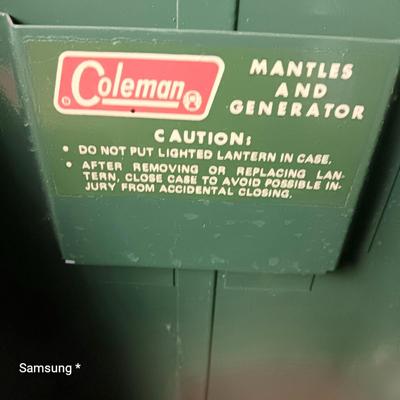 Coleman
MANTLES
AND
GENERATOR
CAUTION:
• DO NOT PUT LIGHTED LANTERN IN CASE.
• AFTER REMOVING OR REPLACING LAN-
TERN, CLOSE CASE TO AVOID POSSIBLE IN-
JURY FROM ACCIDENTAL CLOSING.
Samsung *